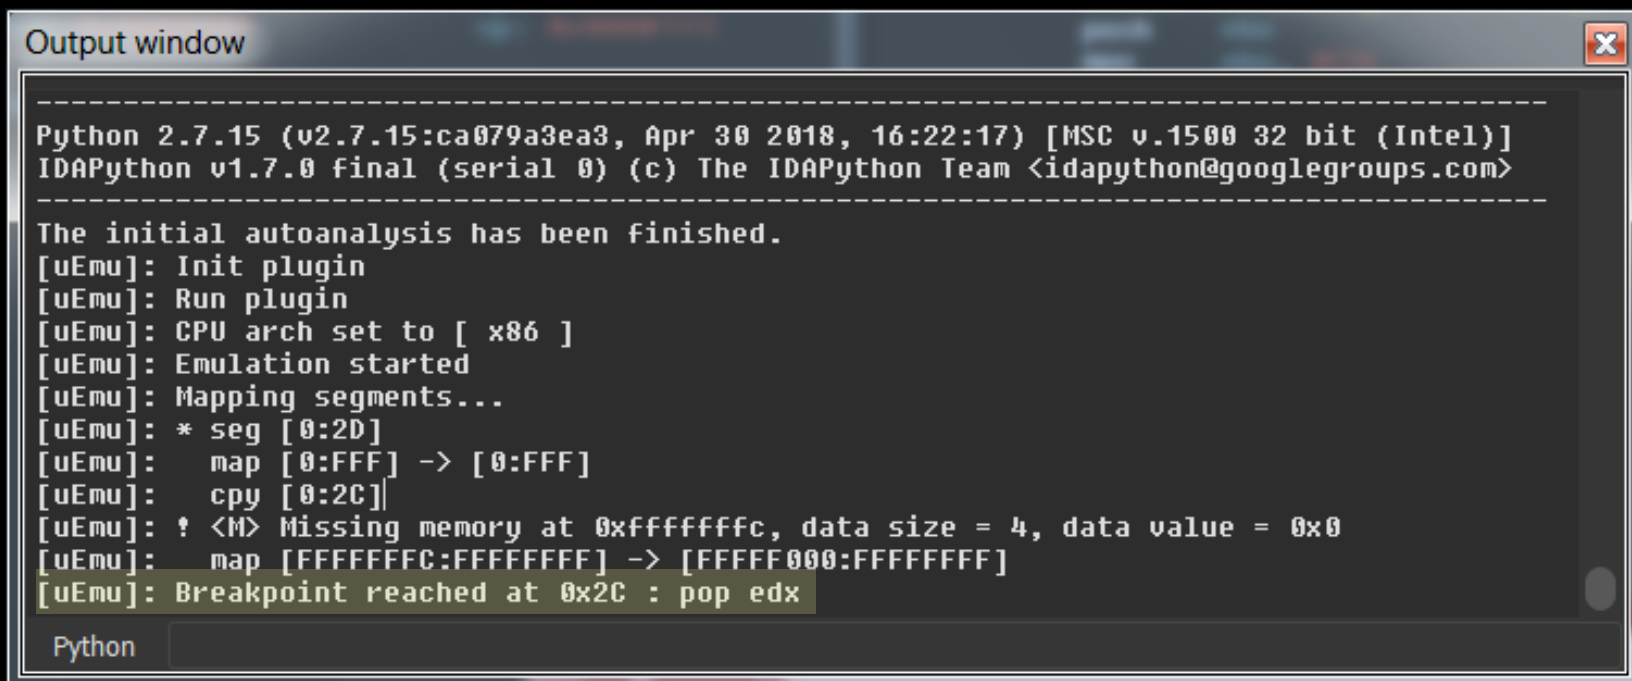 Output window
--------------------------------------------------------------------------------------
Python 2.7.15 (v2.7.15:ca079a3ea3, Apr 30 2018, 16:22:17) [MSC v.1500 32 bit (Intel)]
IDAPython v1.7.0 final (serial 0) (c) The IDAPython Team <idapython@googlegroups.com>
--------------------------------------------------------------------------------------
The initial autoanalysis has been finished.
[uEmu]: Init plugin
[uEmu]: Run plugin
[uEmu]: CPU arch set to [ x86 ]
[uEmu]: Emulation started
[uEmu]: Mapping segments...
[uEmu]: * seg [0:2D]
[uEmu]:   map [0:FFF] -> [0:FFF]
[uEmu]:   cpy [0:2C]
[uEmu]: ! <M> Missing memory at 0xfffffffc, data size = 4, data value = 0x0
[uEmu]:   map [FFFFFFFC:FFFFFFFF] -> [FFFFF000:FFFFFFFF]
[uEmu]: Breakpoint reached at 0x2C : pop edx
Python